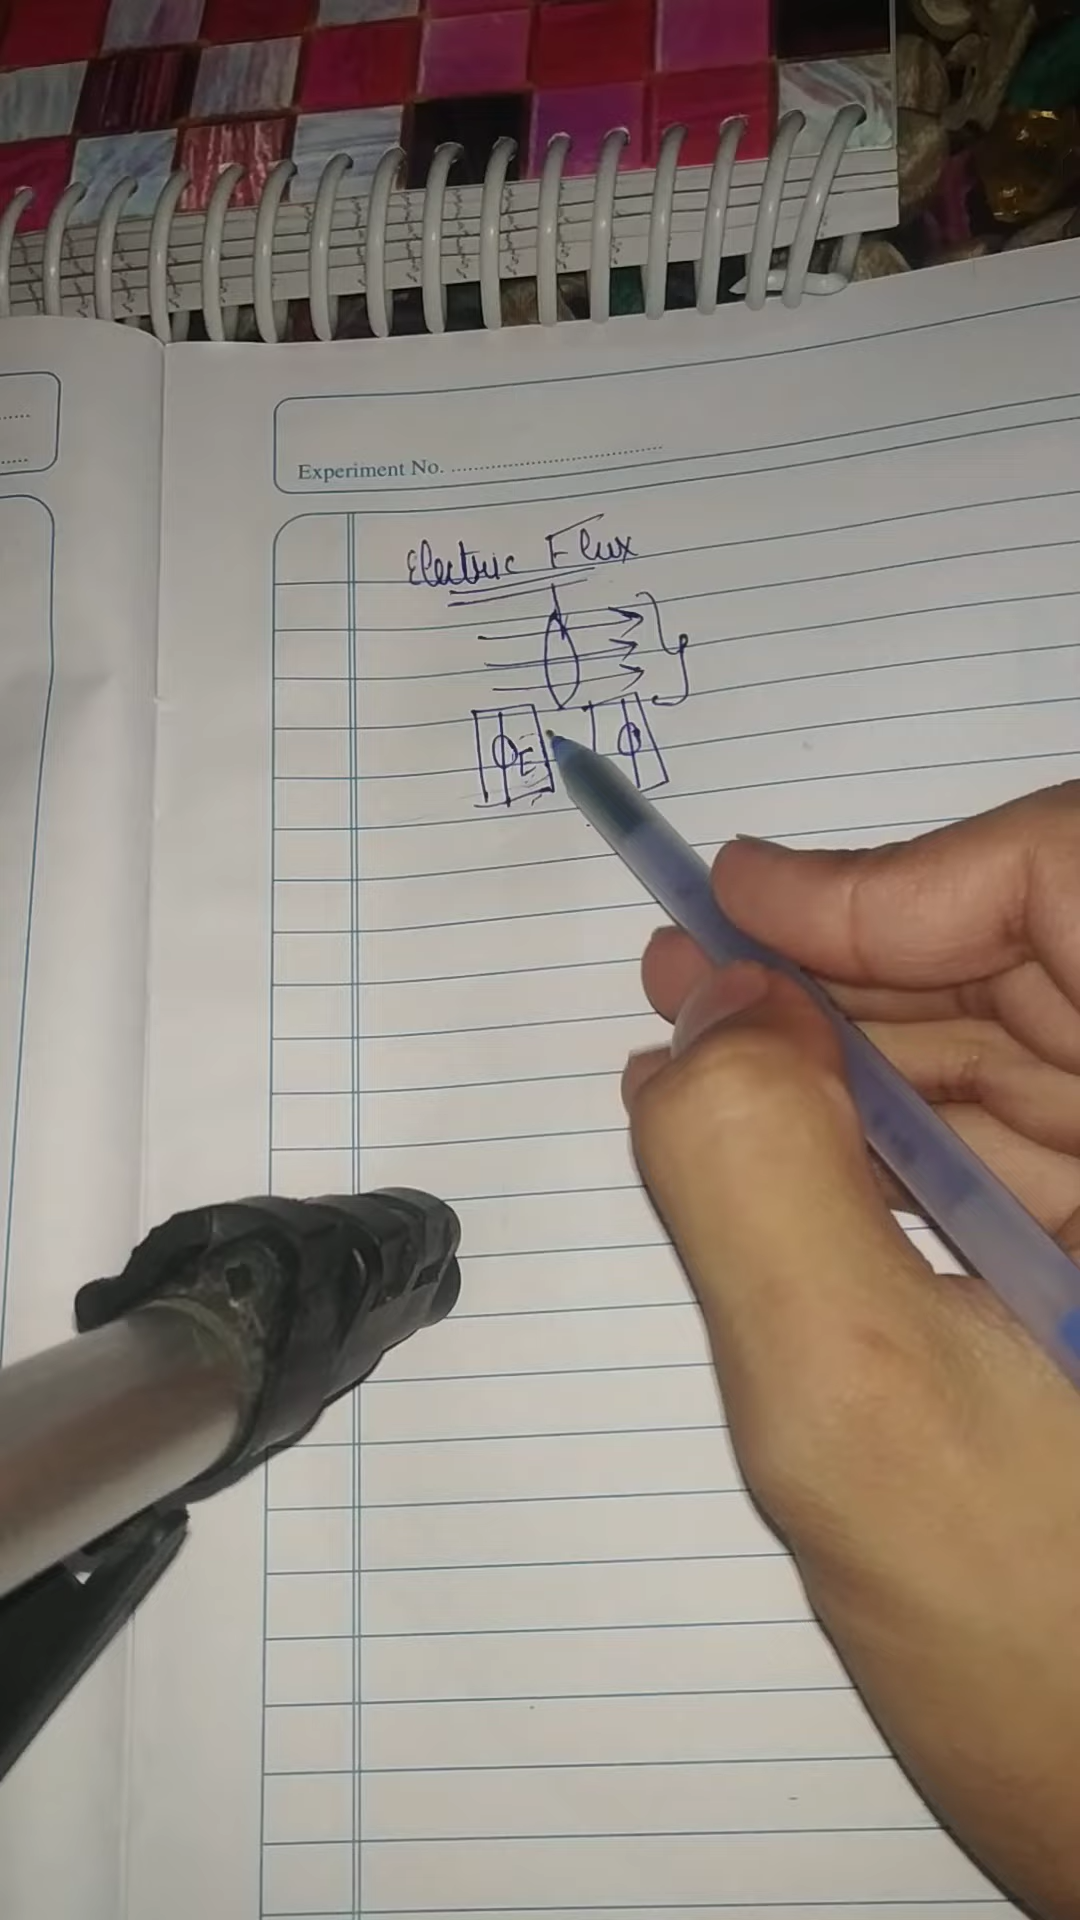 Experiment No. ..........
Electric Flux
ΦE Φ